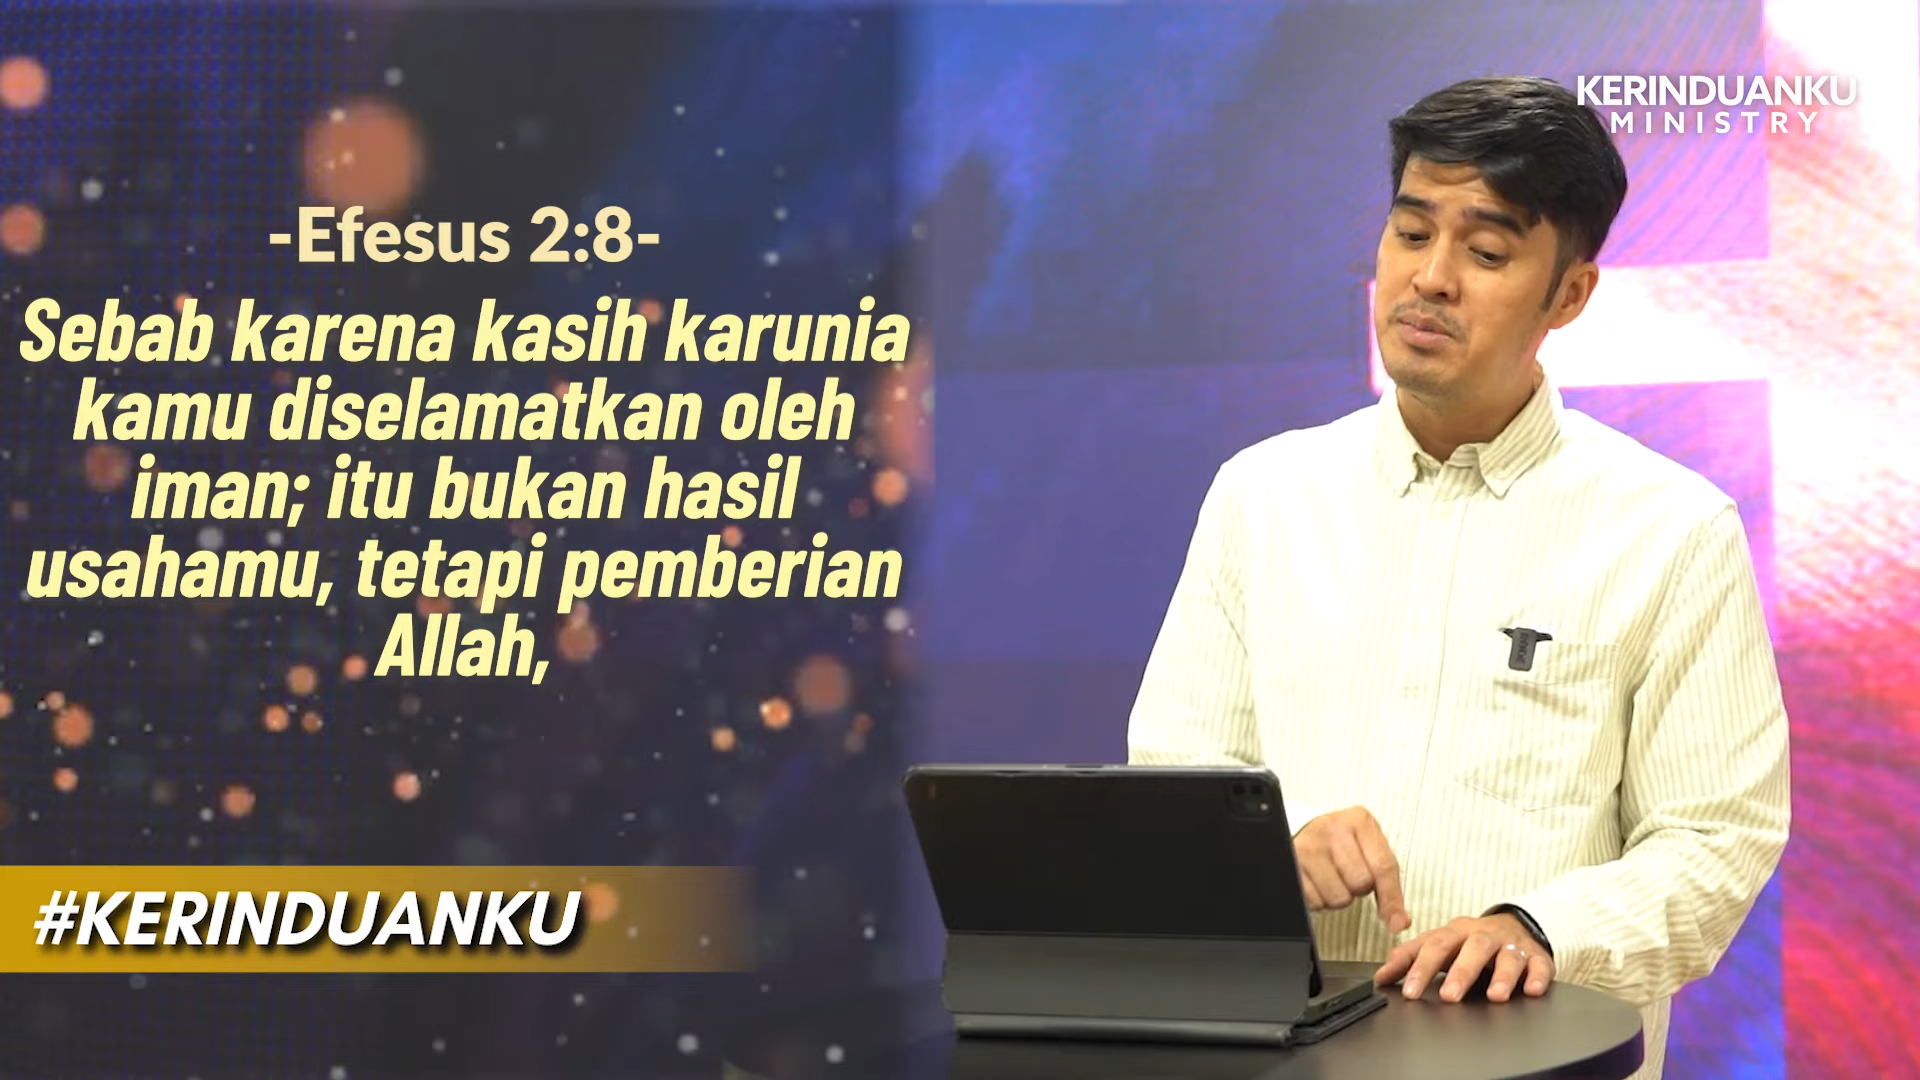 KERINDUANKU
MINISTRY
-Efesus 2:8-
Sebab karena kasih karunia
kamu diselamatkan oleh
iman; itu bukan hasil
usahamu, tetapi pemberian
Allah,
#KERINDUANKU